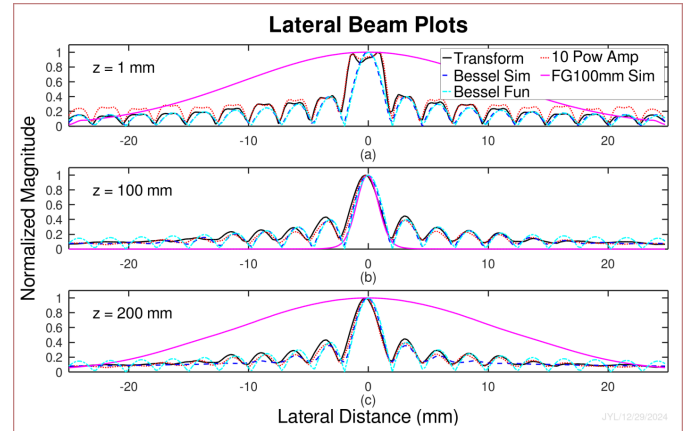 Lateral Beam Plots
Normalized Magnitude
z = 1 mm
Transform
10 Pow Amp
Bessel Sim
FG100mm Sim
Bessel Fun
1
0.8
0.6
0.4
0.2
0
-20 -10 0 10 20
(a)
z = 100 mm
1
0.8
0.6
0.4
0.2
0
-20 -10 0 10 20
(b)
z = 200 mm
1
0.8
0.6
0.4
0.2
0
-20 -10 0 10 20
(c)
Lateral Distance (mm)
JYL/12/29/2024